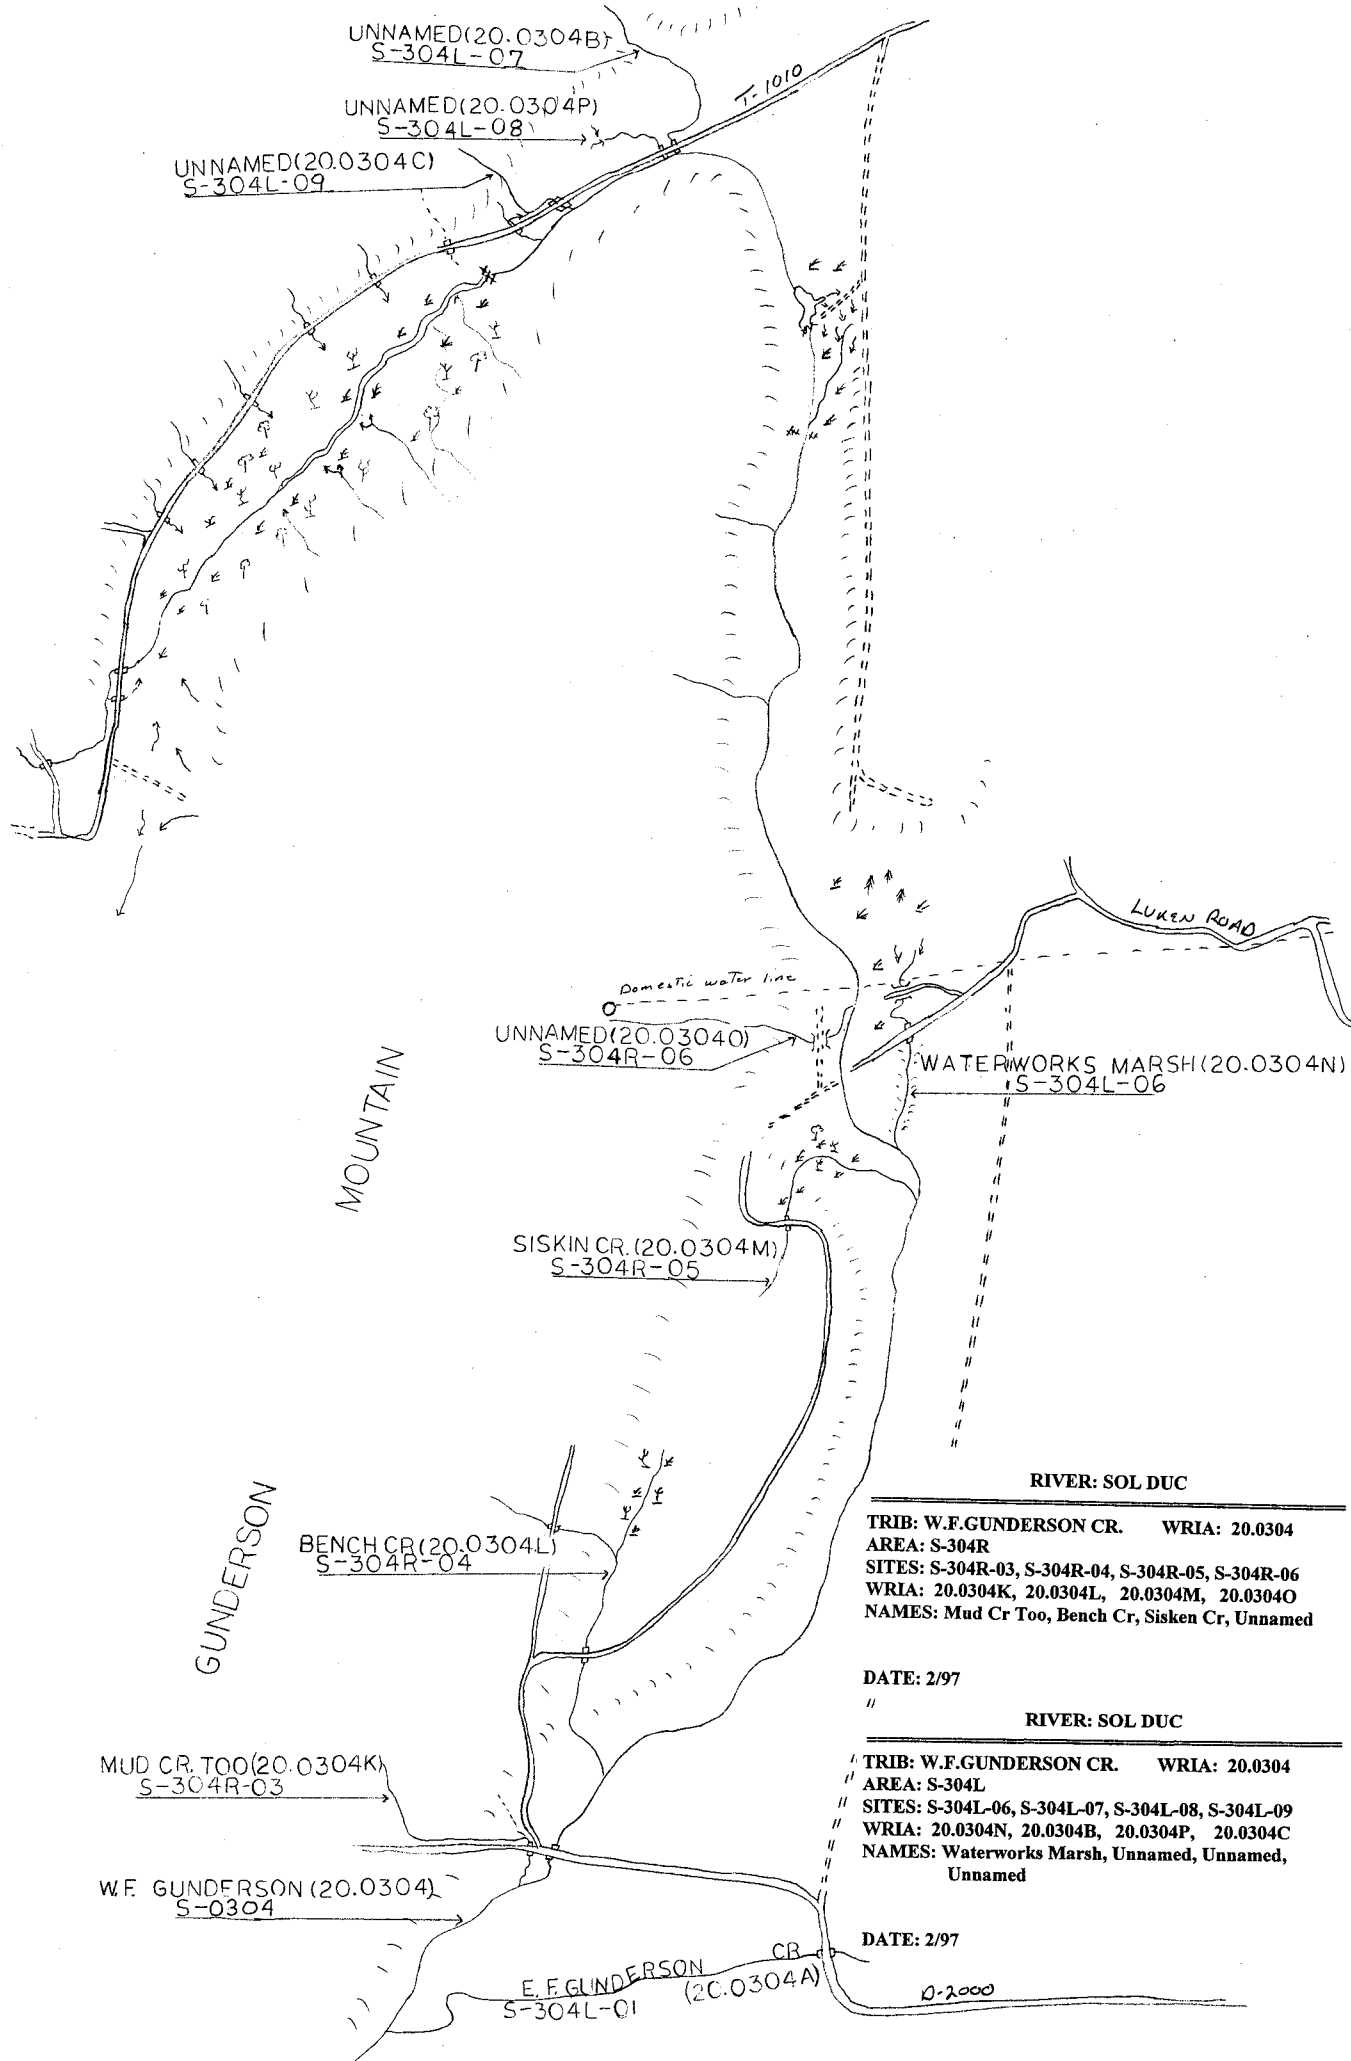 UNNAMED(20.0304B)
S-304L-07
T-1010
UNNAMED(20.0304P)
S-304L-08
UNNAMED(20.0304C)
S-304L-09
LUKEN ROAD
Domestic water line
UNNAMED(20.0304O)
S-304R-06
WATERWORKS MARSH(20.0304N)
S-304L-06
MOUNTAIN
SISKIN CR.(20.0304M)
S-304R-05
GUNDERSON
BENCH CR(20.0304L)
S-304R-04
RIVER: SOL DUC
TRIB: W.F.GUNDERSON CR. WRIA: 20.0304
AREA: S-304R
SITES: S-304R-03, S-304R-04, S-304R-05, S-304R-06
WRIA: 20.0304K, 20.0304L, 20.0304M, 20.0304O
NAMES: Mud Cr Too, Bench Cr, Sisken Cr, Unnamed
DATE: 2/97
RIVER: SOL DUC
TRIB: W.F.GUNDERSON CR. WRIA: 20.0304
AREA: S-304L
SITES: S-304L-06, S-304L-07, S-304L-08, S-304L-09
WRIA: 20.0304N, 20.0304B, 20.0304P, 20.0304C
NAMES: Waterworks Marsh, Unnamed, Unnamed,
Unnamed
DATE: 2/97
MUD CR. TOO(20.0304K)
S-304R-03
W.F. GUNDERSON (20.0304)
S-0304
E.F. GUNDERSON CR
S-304L-01 (20.0304A)
D-2000